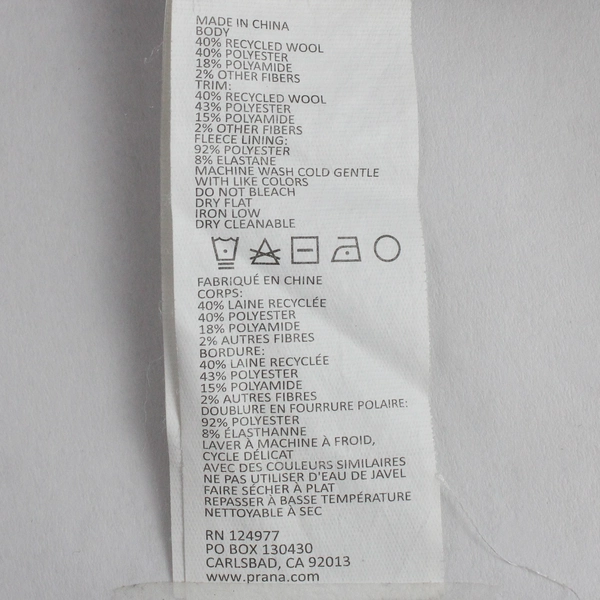 MADE IN CHINA
BODY
40% RECYCLED WOOL
40% POLYESTER
18% POLYAMIDE
2% OTHER FIBERS
TRIM:
40% RECYCLED WOOL
43% POLYESTER
15% POLYAMIDE
2% OTHER FIBERS
FLEECE LINING:
92% POLYESTER
8% ELASTANE
MACHINE WASH COLD GENTLE
WITH LIKE COLORS
DO NOT BLEACH
DRY FLAT
IRON LOW
DRY CLEANABLE
FABRIQUÉ EN CHINE
CORPS:
40% LAINE RECYCLÉE
40% POLYESTER
18% POLYAMIDE
2% AUTRES FIBRES
BORDURE:
40% LAINE RECYCLÉE
43% POLYESTER
15% POLYAMIDE
2% AUTRES FIBRES
DOUBLURE EN FOURRURE POLAIRE:
92% POLYESTER
8% ÉLASTHANNE
LAVER À MACHINE À FROID,
CYCLE DÉLICAT
AVEC DES COULEURS SIMILAIRES
NE PAS UTILISER D'EAU DE JAVEL
FAIRE SÉCHER À PLAT
REPASSER À BASSE TEMPÉRATURE
NETTOYABLE À SEC
RN 124977
PO BOX 130430
CARLSBAD, CA 92013
www.prana.com